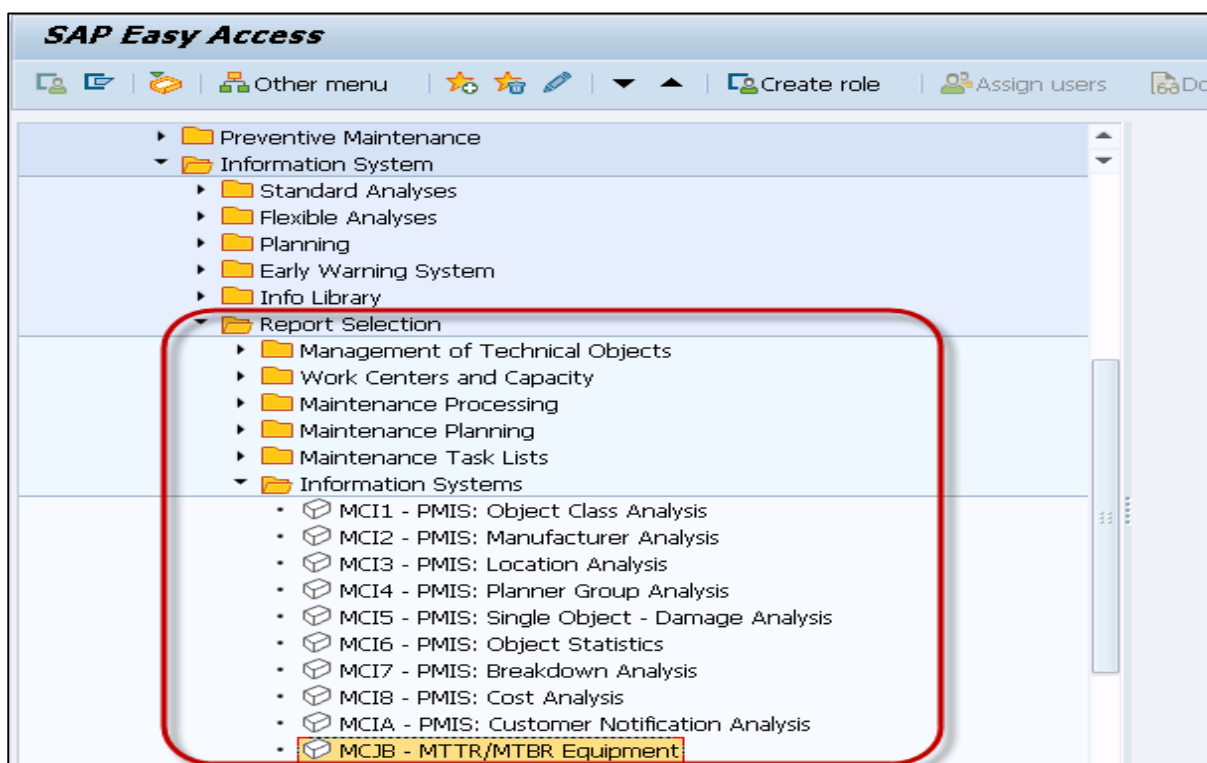 SAP Easy Access
Other menu Create role Assign users Do
Preventive Maintenance
Information System
Standard Analyses
Flexible Analyses
Planning
Early Warning System
Info Library
Report Selection
Management of Technical Objects
Work Centers and Capacity
Maintenance Processing
Maintenance Planning
Maintenance Task Lists
Information Systems
MCI1 - PMIS: Object Class Analysis
MCI2 - PMIS: Manufacturer Analysis
MCI3 - PMIS: Location Analysis
MCI4 - PMIS: Planner Group Analysis
MCI5 - PMIS: Single Object - Damage Analysis
MCI6 - PMIS: Object Statistics
MCI7 - PMIS: Breakdown Analysis
MCI8 - PMIS: Cost Analysis
MCIA - PMIS: Customer Notification Analysis
MCJB - MTTR/MTBR Equipment